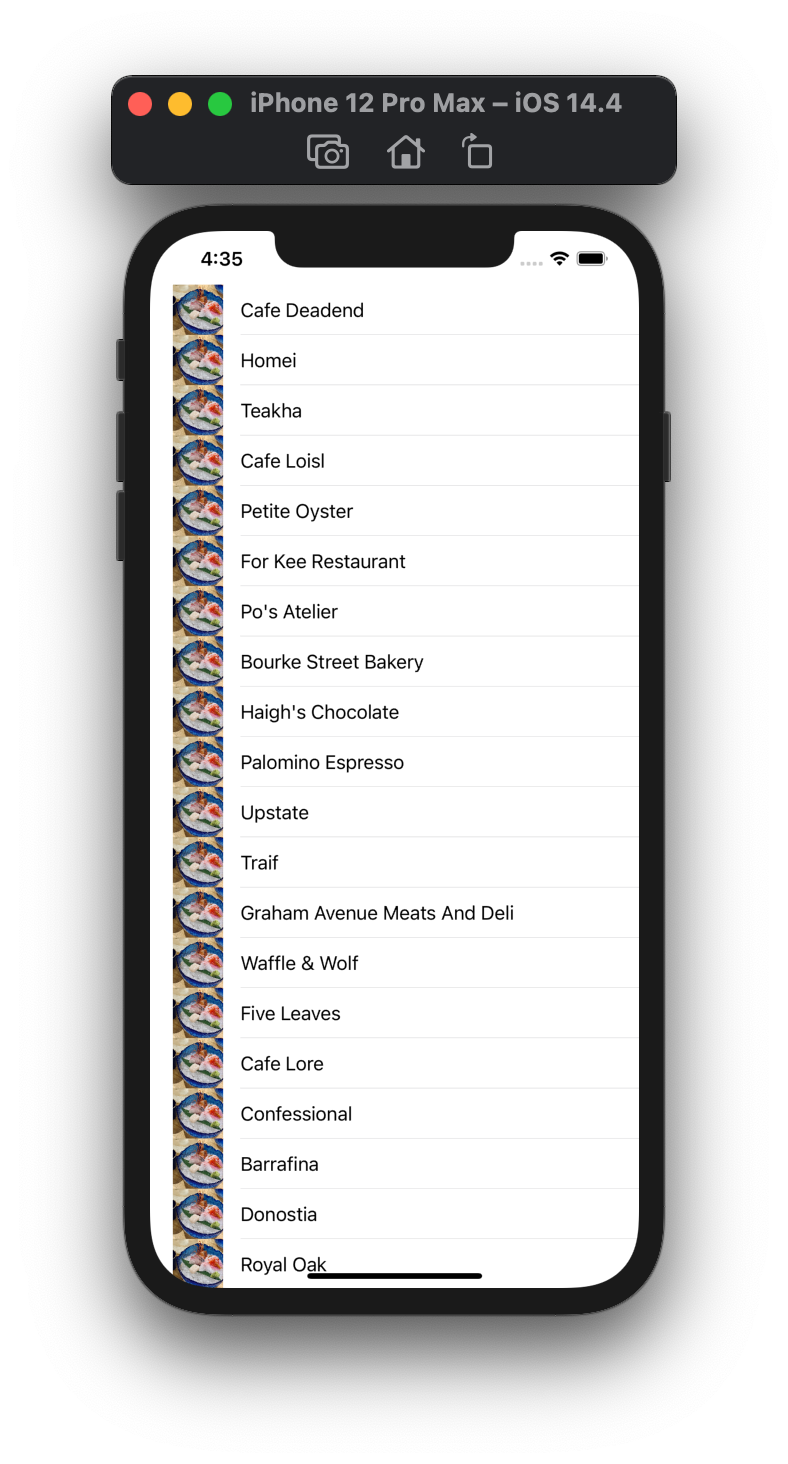 iPhone 12 Pro Max – iOS 14.4
4:35
Cafe Deadend
Homei
Teakha
Cafe Loisl
Petite Oyster
For Kee Restaurant
Po's Atelier
Bourke Street Bakery
Haigh's Chocolate
Palomino Espresso
Upstate
Traif
Graham Avenue Meats And Deli
Waffle & Wolf
Five Leaves
Cafe Lore
Confessional
Barrafina
Donostia
Royal Oak